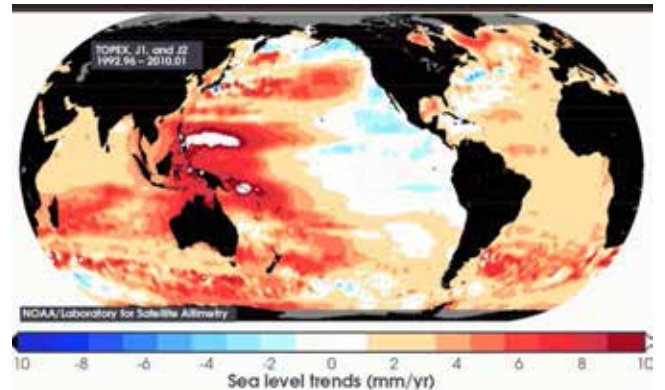 TOPEX, J1, and J2
1992.96 – 2010.01
NOAA/Laboratory for Satellite Altimetry
10 -8 -6 -4 -2 0 2 4 6 8 10
Sea level trends (mm/yr)